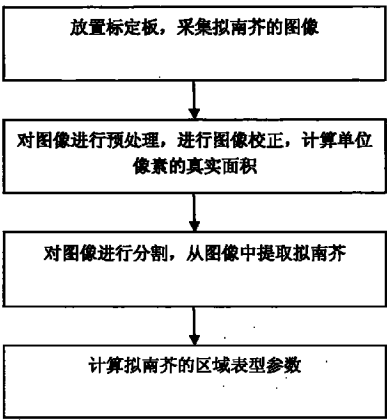 放置标定板，采集拟南芥的图像
对图像进行预处理，进行图像校正，计算单位
像素的真实面积
对图像进行分割，从图像中提取拟南芥
计算拟南芥的区域表型参数